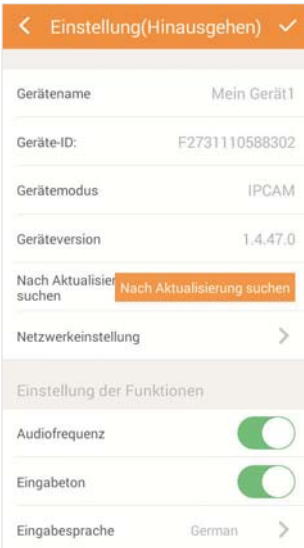 Einstellung(Hinausgehen)
Gerätename Mein Gerät1
Geräte-ID: F2731110588302
Gerätemodus IPCAM
Geräteversion 1.4.47.0
Nach Aktualisier
suchen
Nach Aktualisierung suchen
Netzwerkeinstellung
Einstellung der Funktionen
Audiofrequenz
Eingabeton
Eingabesprache German